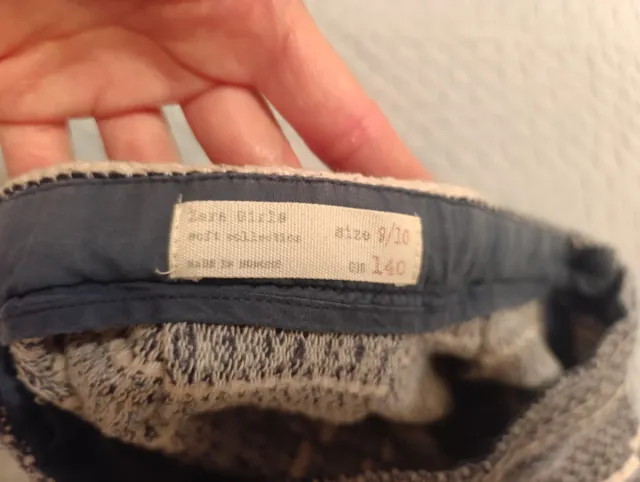 Zara Girls
soft collection
size 9/10
MADE IN MOROCCO
CM 140